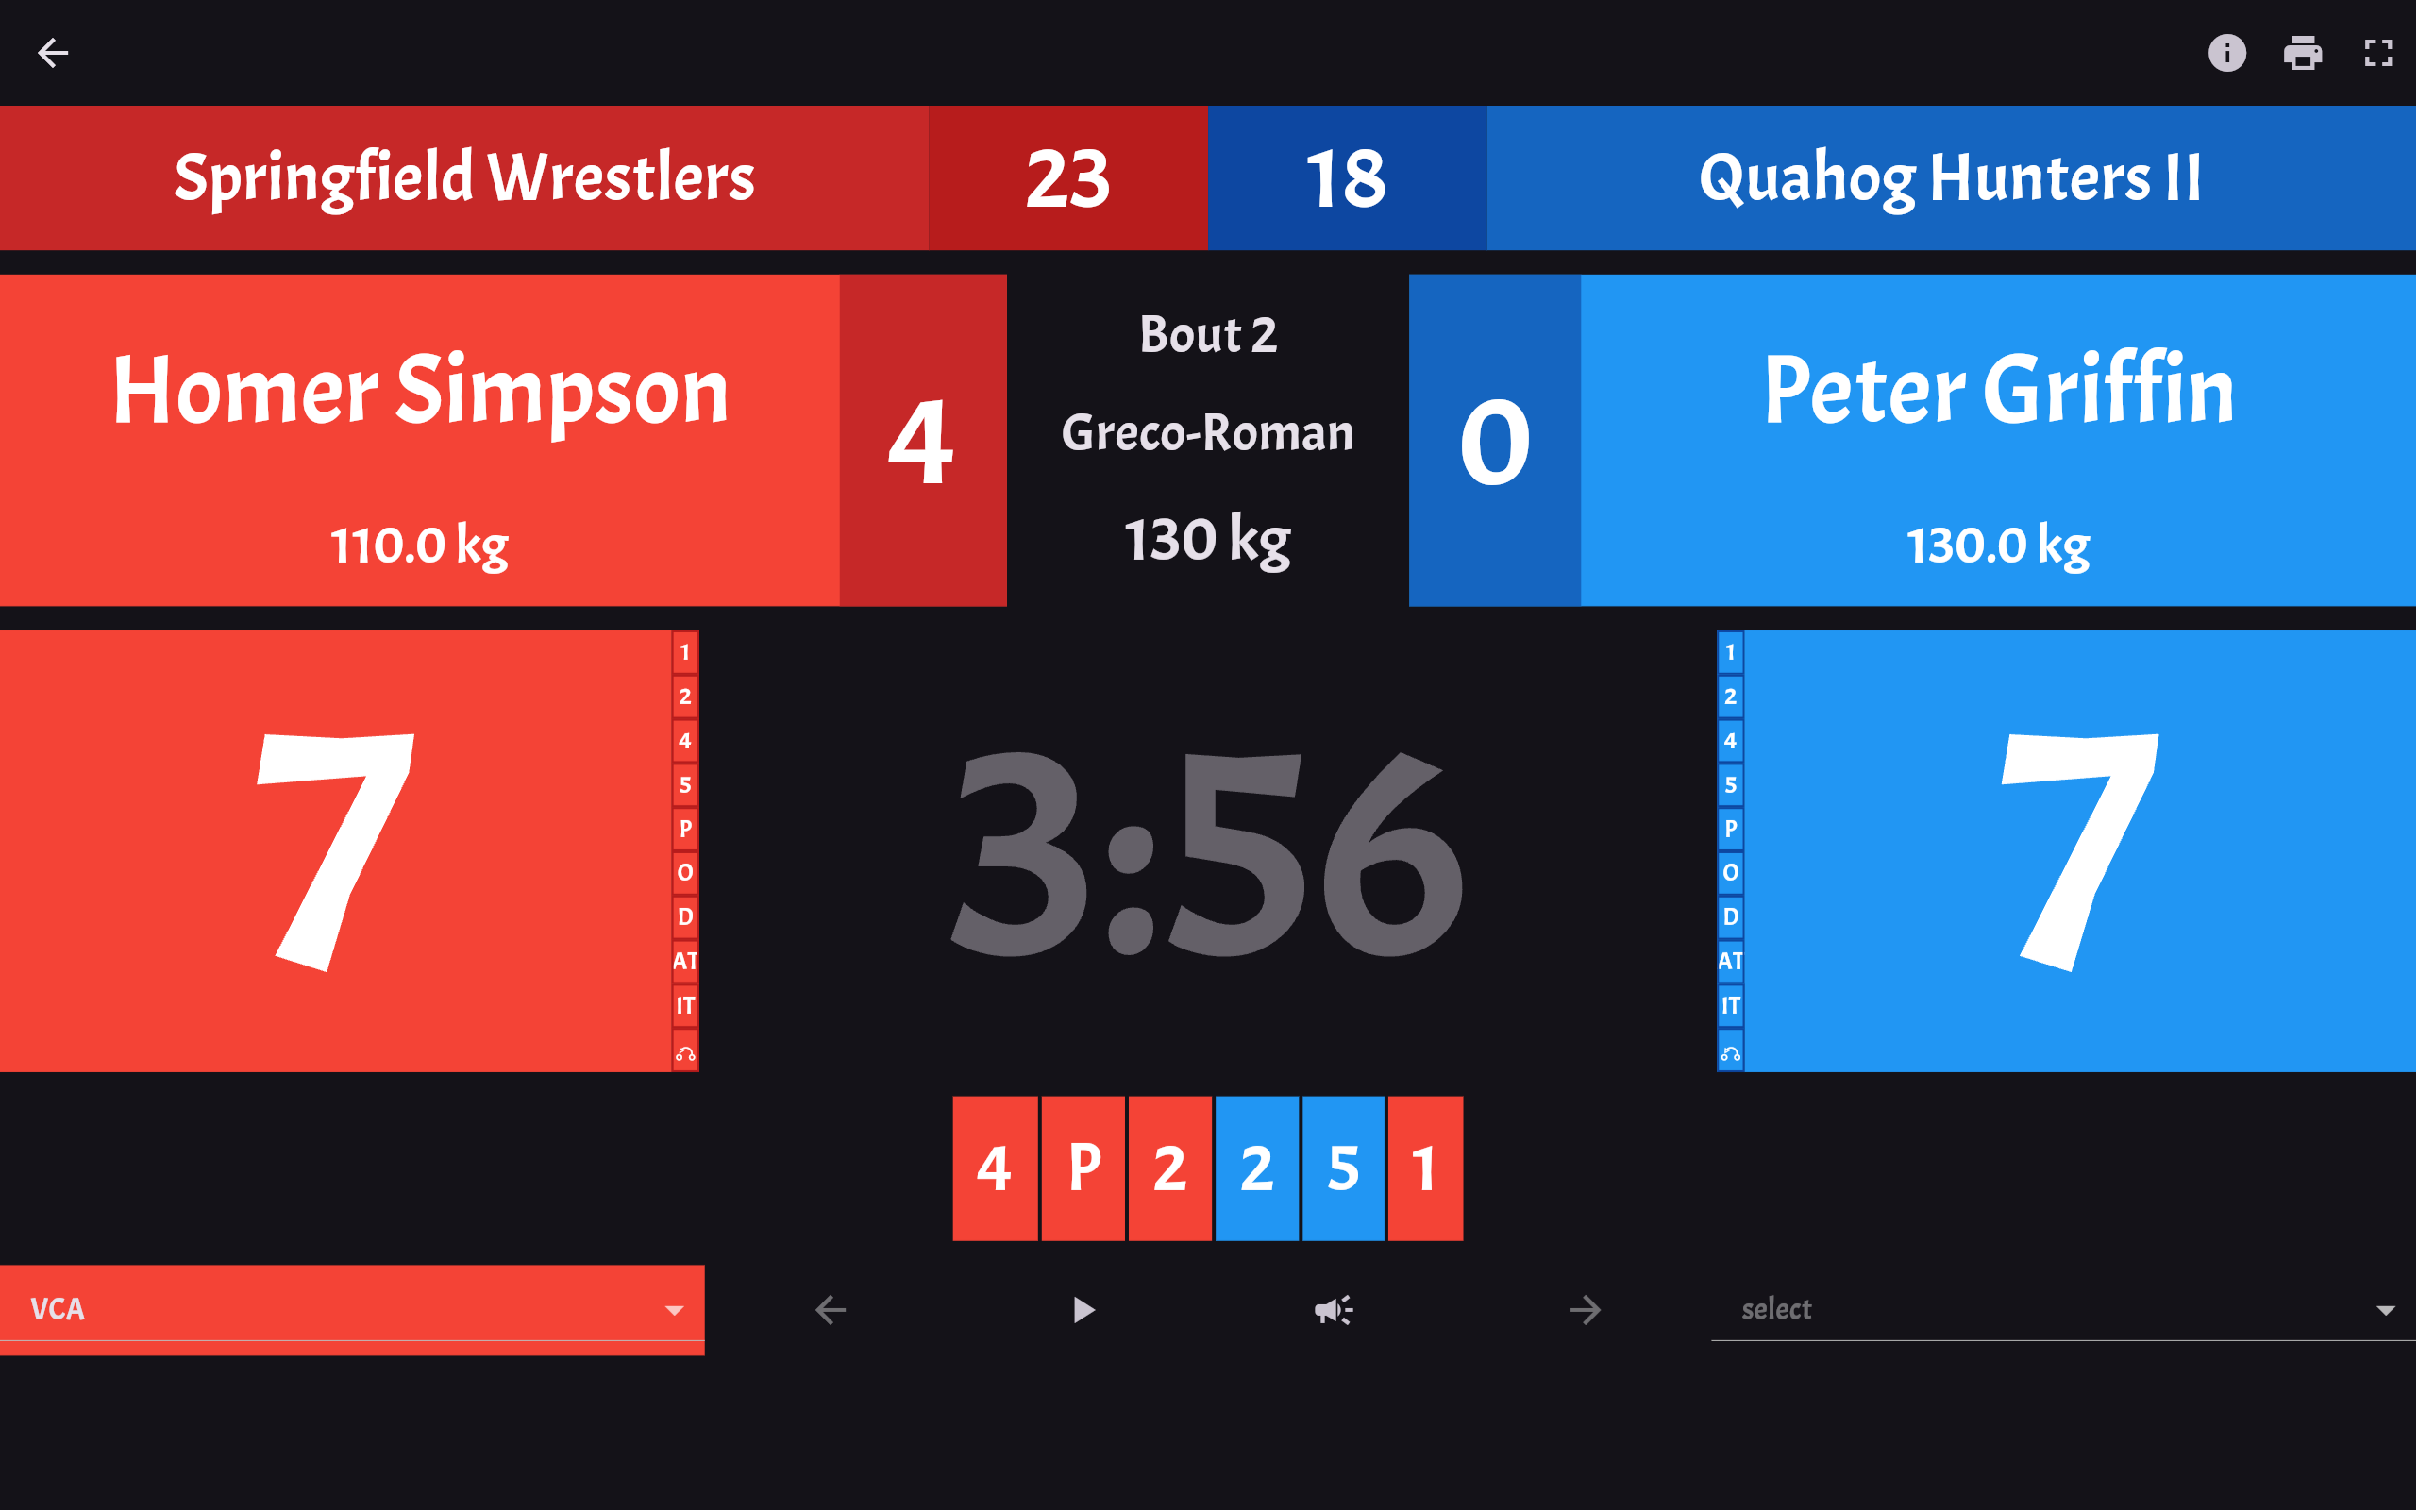 Springfield Wrestlers 23 18 Quahog Hunters II
Homer Simpson
110.0 kg
4
Bout 2
Greco-Roman
130 kg
0
Peter Griffin
130.0 kg
7
1
2
4
5
P
O
D
AT
IT
3:56
1
2
4
5
P
O
D
AT
IT
7
4 P 2 2 5 1
VCA
select